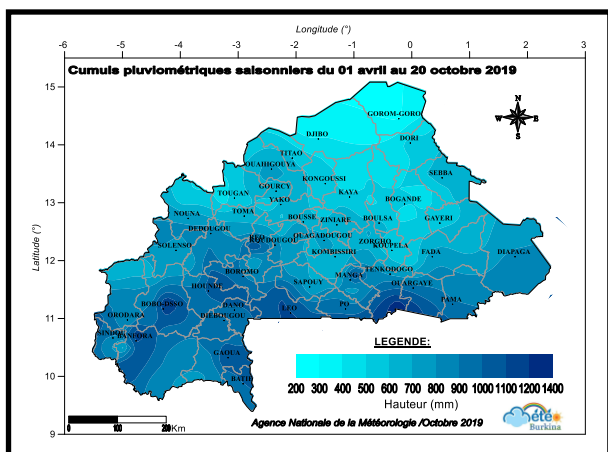 Longitude (°)
-6 -5 -4 -3 -2 -1 0 1 2 3
Cumuls pluviométriques saisonniers du 01 avril au 20 octobre 2019
15
14
13
12
11
10
9
Latitude (°)
N
W E
S
GOROM-GORO
DJIBO
DORI
TITAO
OUAHIGOUYA
SEBBA
KONGOUSSI
GOURCY
TOUGAN
KAYA
YAKO
BOGANDE
NOUNA
TOMA
BOUSSE
ZINIARE
BOULSA
GAYERI
DEDOUGOU
OUAGADOUGOU
KOUDOUGOU
ZORGHO
KOUPELA
SOLENSO
KOMBISSIRI
FADA
DIAPAGA
BOROMO
TENKODOGO
MANGA
HOUNDE
SAPOUY
OUARGAYE
BOBO-DSSO
DANO
LEO
PO
PAMA
ORODARA
DIEBOUGOU
SINDOU
BANFORA
GAOUA
BATIE
LEGENDE:
200 300 400 500 600 700 800 900 1000 1100 1200 1400
Hauteur (mm)
0 100 200
Km
Agence Nationale de la Météorologie /Octobre 2019
Météo
Burkina